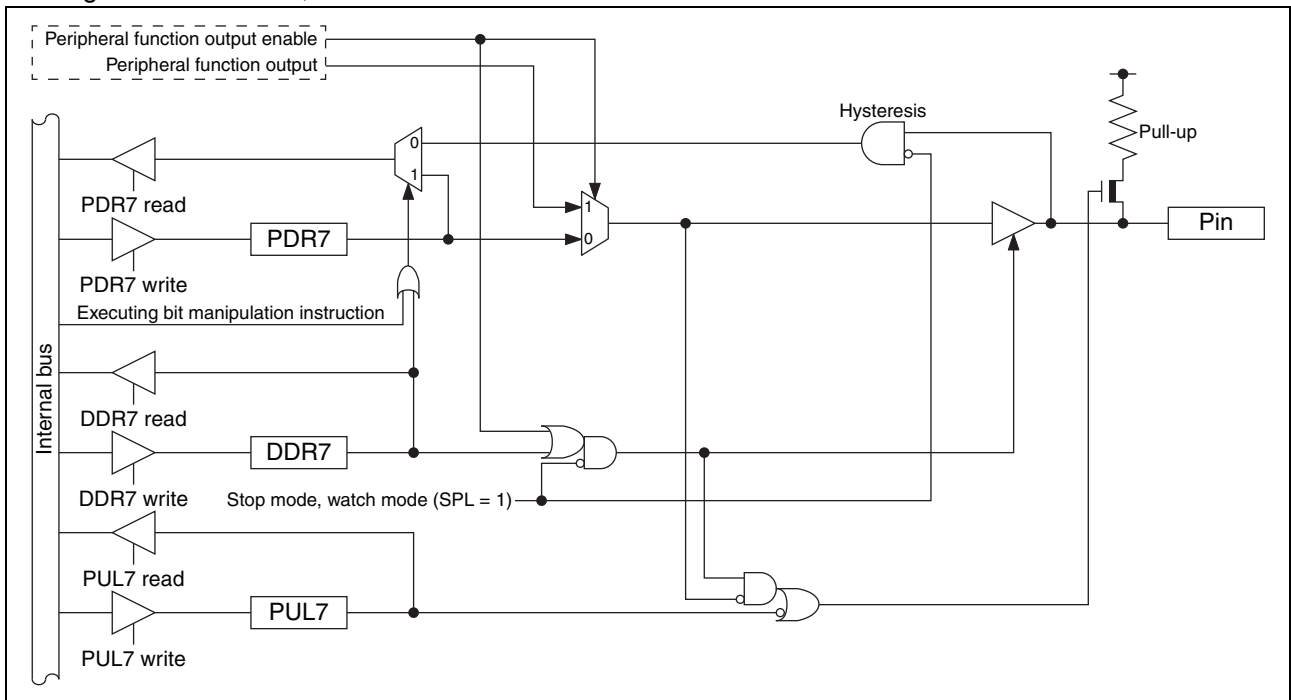 Peripheral function output enable
Peripheral function output
Hysteresis
Pull-up
0
1
PDR7 read
1
0
PDR7
Pin
PDR7 write
Executing bit manipulation instruction
Internal bus
DDR7 read
DDR7
DDR7 write
Stop mode, watch mode (SPL = 1)
PUL7 read
PUL7
PUL7 write